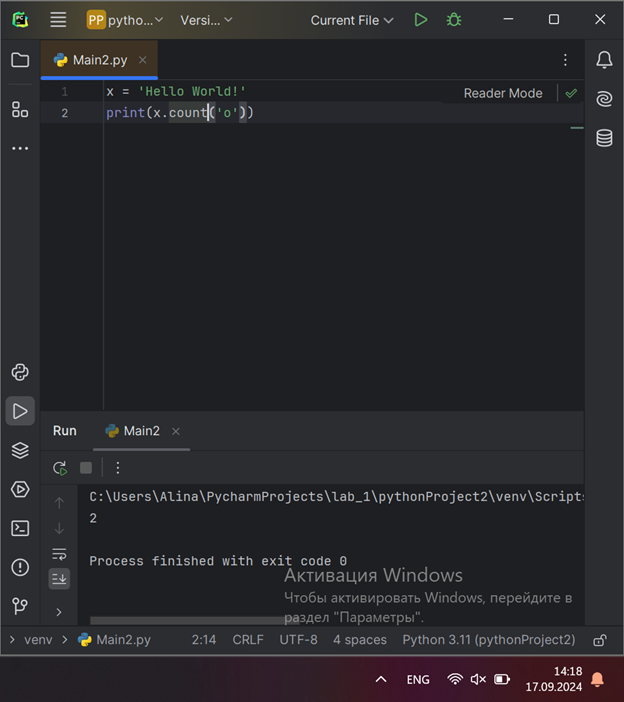 PC
PP pytho... Versi... Current File
Main2.py
1 x = 'Hello World!'
Reader Mode
2 print(x.count('o'))
Run Main2
C:\Users\Alina\PycharmProjects\lab_1\pythonProject2\venv\Scripts
2
Process finished with exit code 0
Активация Windows
Чтобы активировать Windows, перейдите в
раздел "Параметры".
venv Main2.py 2:14 CRLF UTF-8 4 spaces Python 3.11 (pythonProject2)
ENG 14:18
17.09.2024